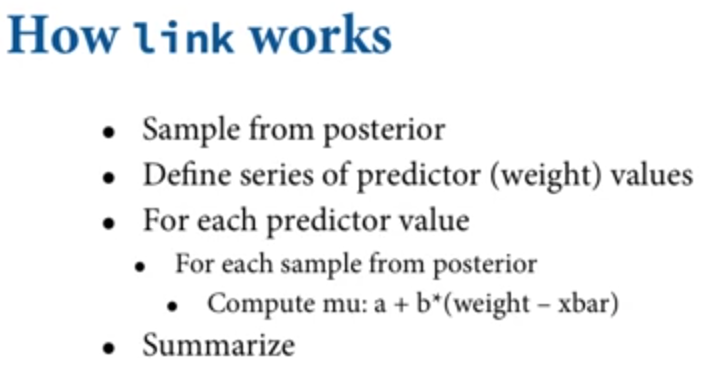 How link works
• Sample from posterior
• Define series of predictor (weight) values
• For each predictor value
• For each sample from posterior
• Compute mu: a + b*(weight – xbar)
• Summarize